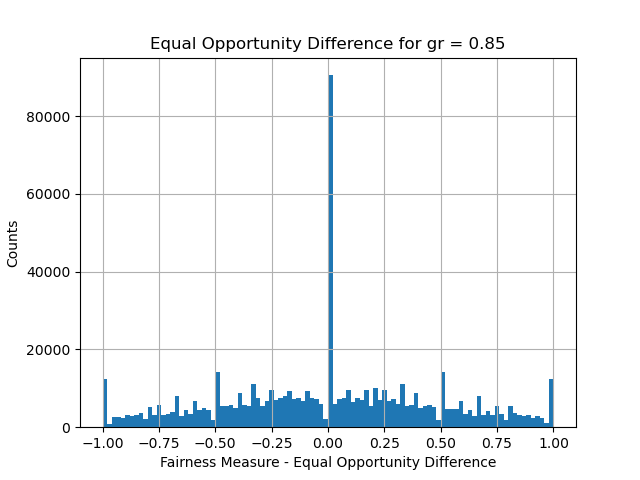 Equal Opportunity Difference for gr = 0.85
Counts
80000
60000
40000
20000
0
−1.00 −0.75 −0.50 −0.25 0.00 0.25 0.50 0.75 1.00
Fairness Measure - Equal Opportunity Difference